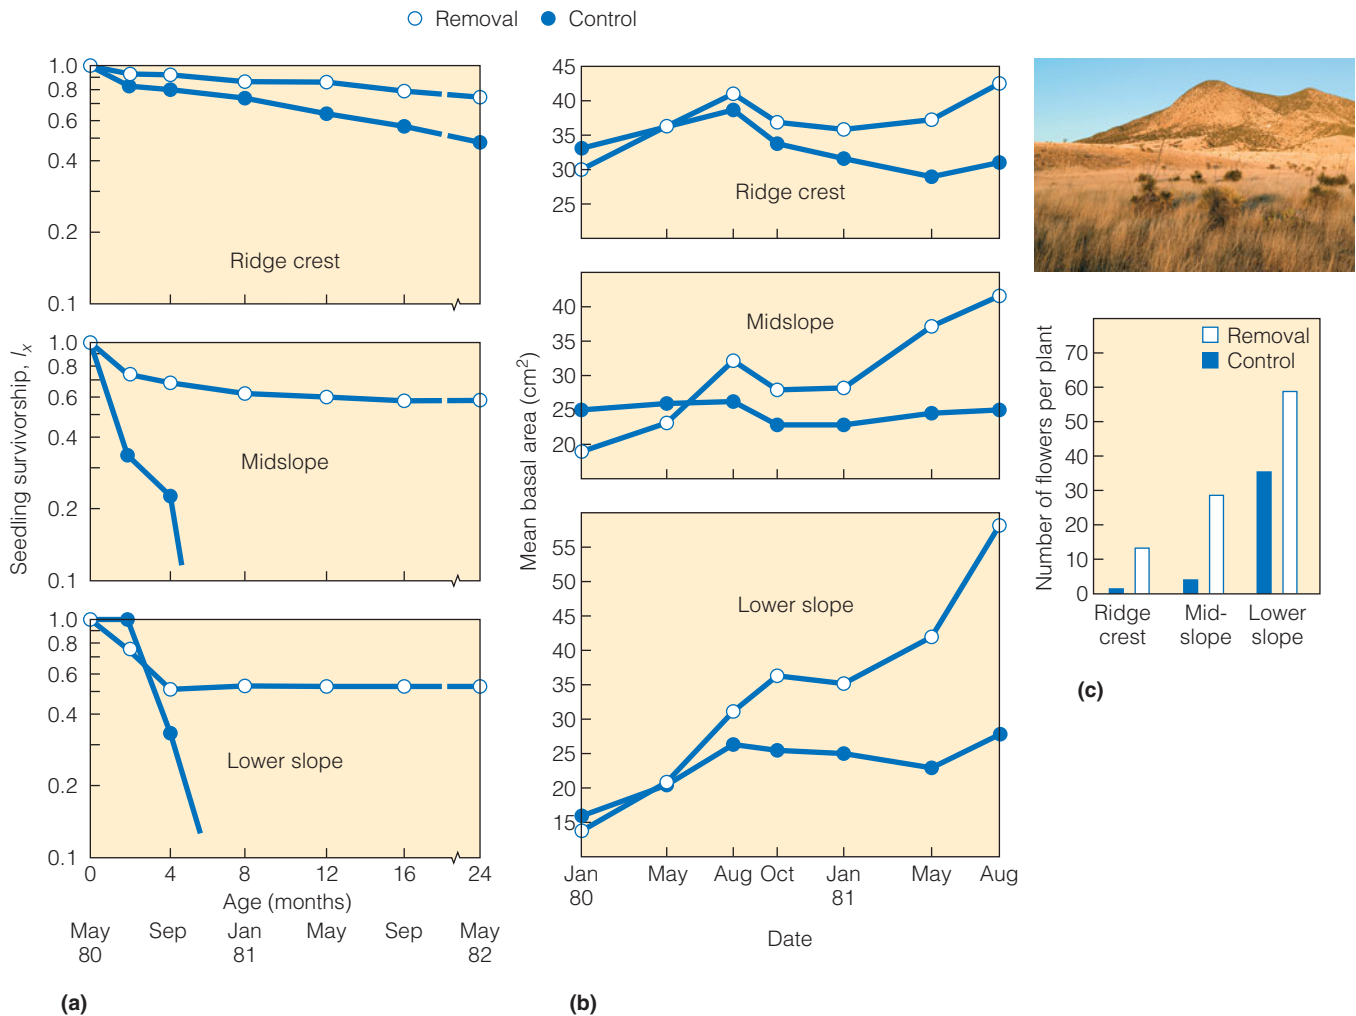 Removal Control
1.0
0.8
0.6
0.4
0.2
0.1
Ridge crest
1.0
0.8
0.6
0.4
0.2
0.1
Midslope
1.0
0.8
0.4
0.2
0.1
Lower slope
Seedling survivorship, lx
0 4 8 12 16 24
Age (months)
May Sep Jan May Sep May
80 81 82
(a)
45
40
35
30
25
Ridge crest
40
35
30
25
20
Midslope
55
50
45
40
35
30
25
20
15
Lower slope
Mean basal area (cm²)
Jan May Aug Oct Jan May Aug
80 81
Date
(b)
Removal
Control
70
60
50
40
30
20
10
0
Number of flowers per plant
Ridge Mid- Lower
crest slope slope
(c)